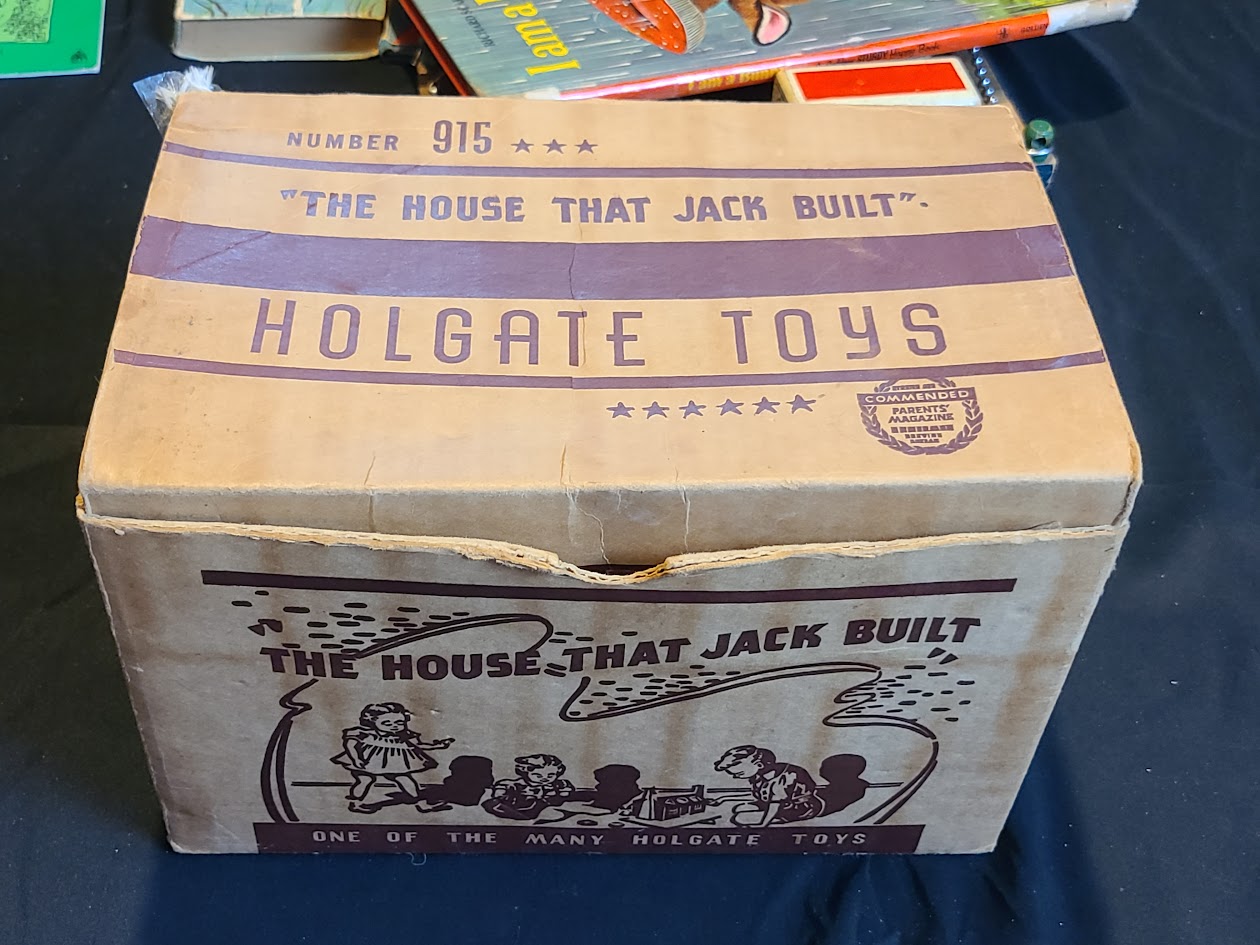 I am a
NUMBER 915 ★★★
"THE HOUSE THAT JACK BUILT".
HOLGATE TOYS
★★★★★★
COMMENDED
PARENTS'
MAGAZINE
"THE HOUSE THAT JACK BUILT"
ONE OF THE MANY HOLGATE TOYS